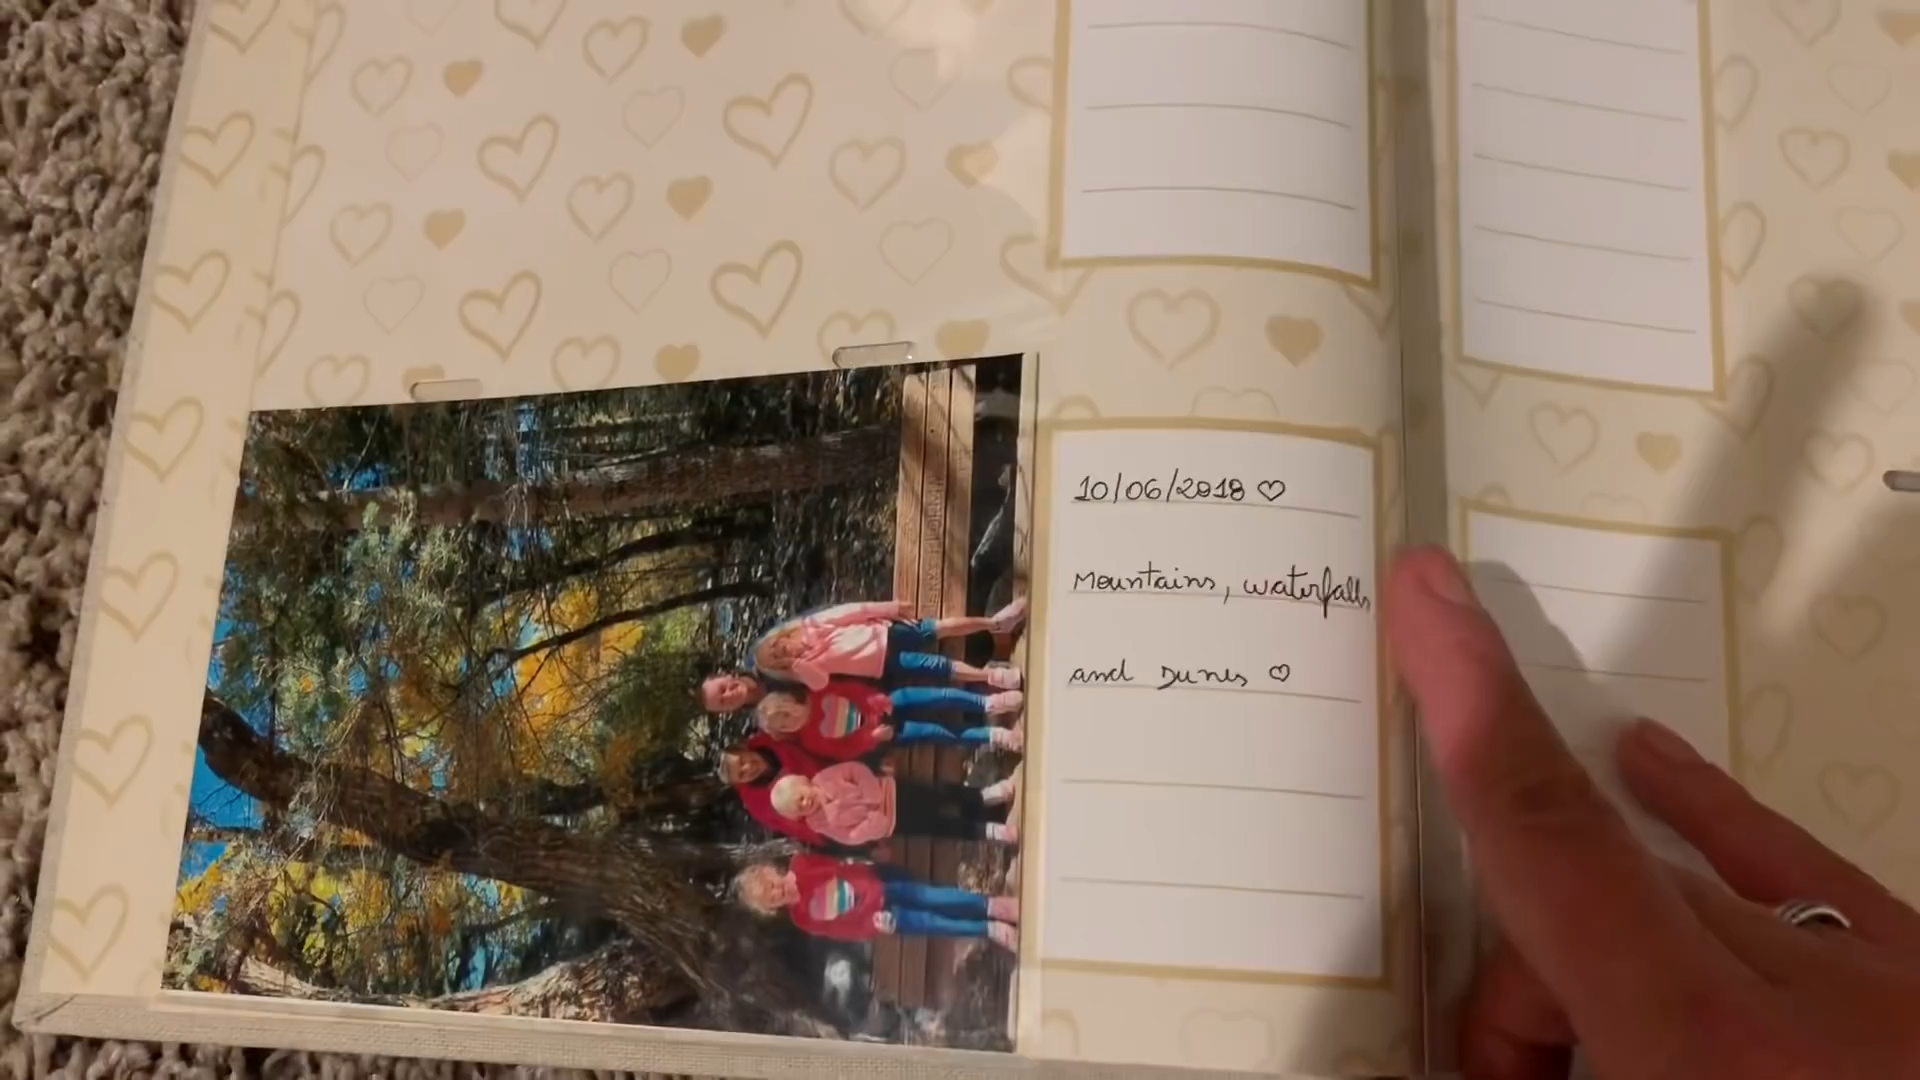 10/06/2018 ♡
Mountains, waterfalls
and Dunes ♡